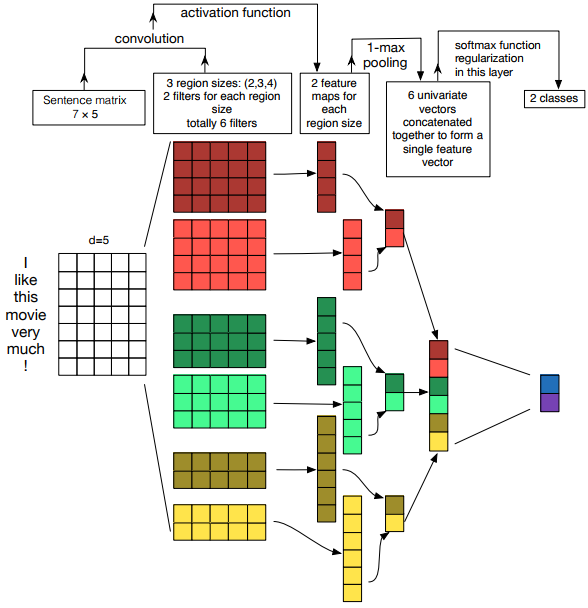 activation function
convolution
1-max
pooling
softmax function
regularization
in this layer
Sentence matrix
7 × 5
3 region sizes: (2,3,4)
2 filters for each region
size
totally 6 filters
2 feature
maps for
each
region size
6 univariate
vectors
concatenated
together to form a
single feature
vector
2 classes
d=5
I
like
this
movie
very
much
!